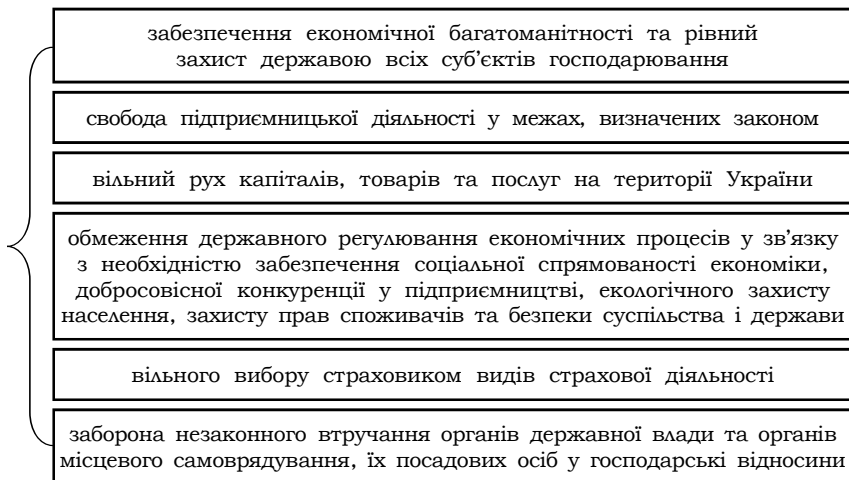 забезпечення економічної багатоманітності та рівний
захист державою всіх суб’єктів господарювання
свобода підприємницької діяльності у межах, визначених законом
вільний рух капіталів, товарів та послуг на території України
обмеження державного регулювання економічних процесів у зв’язку
з необхідністю забезпечення соціальної спрямованості економіки,
добросовісної конкуренції у підприємництві, екологічного захисту
населення, захисту прав споживачів та безпеки суспільства і держави
вільного вибору страховиком видів страхової діяльності
заборона незаконного втручання органів державної влади та органів
місцевого самоврядування, їх посадових осіб у господарські відносини